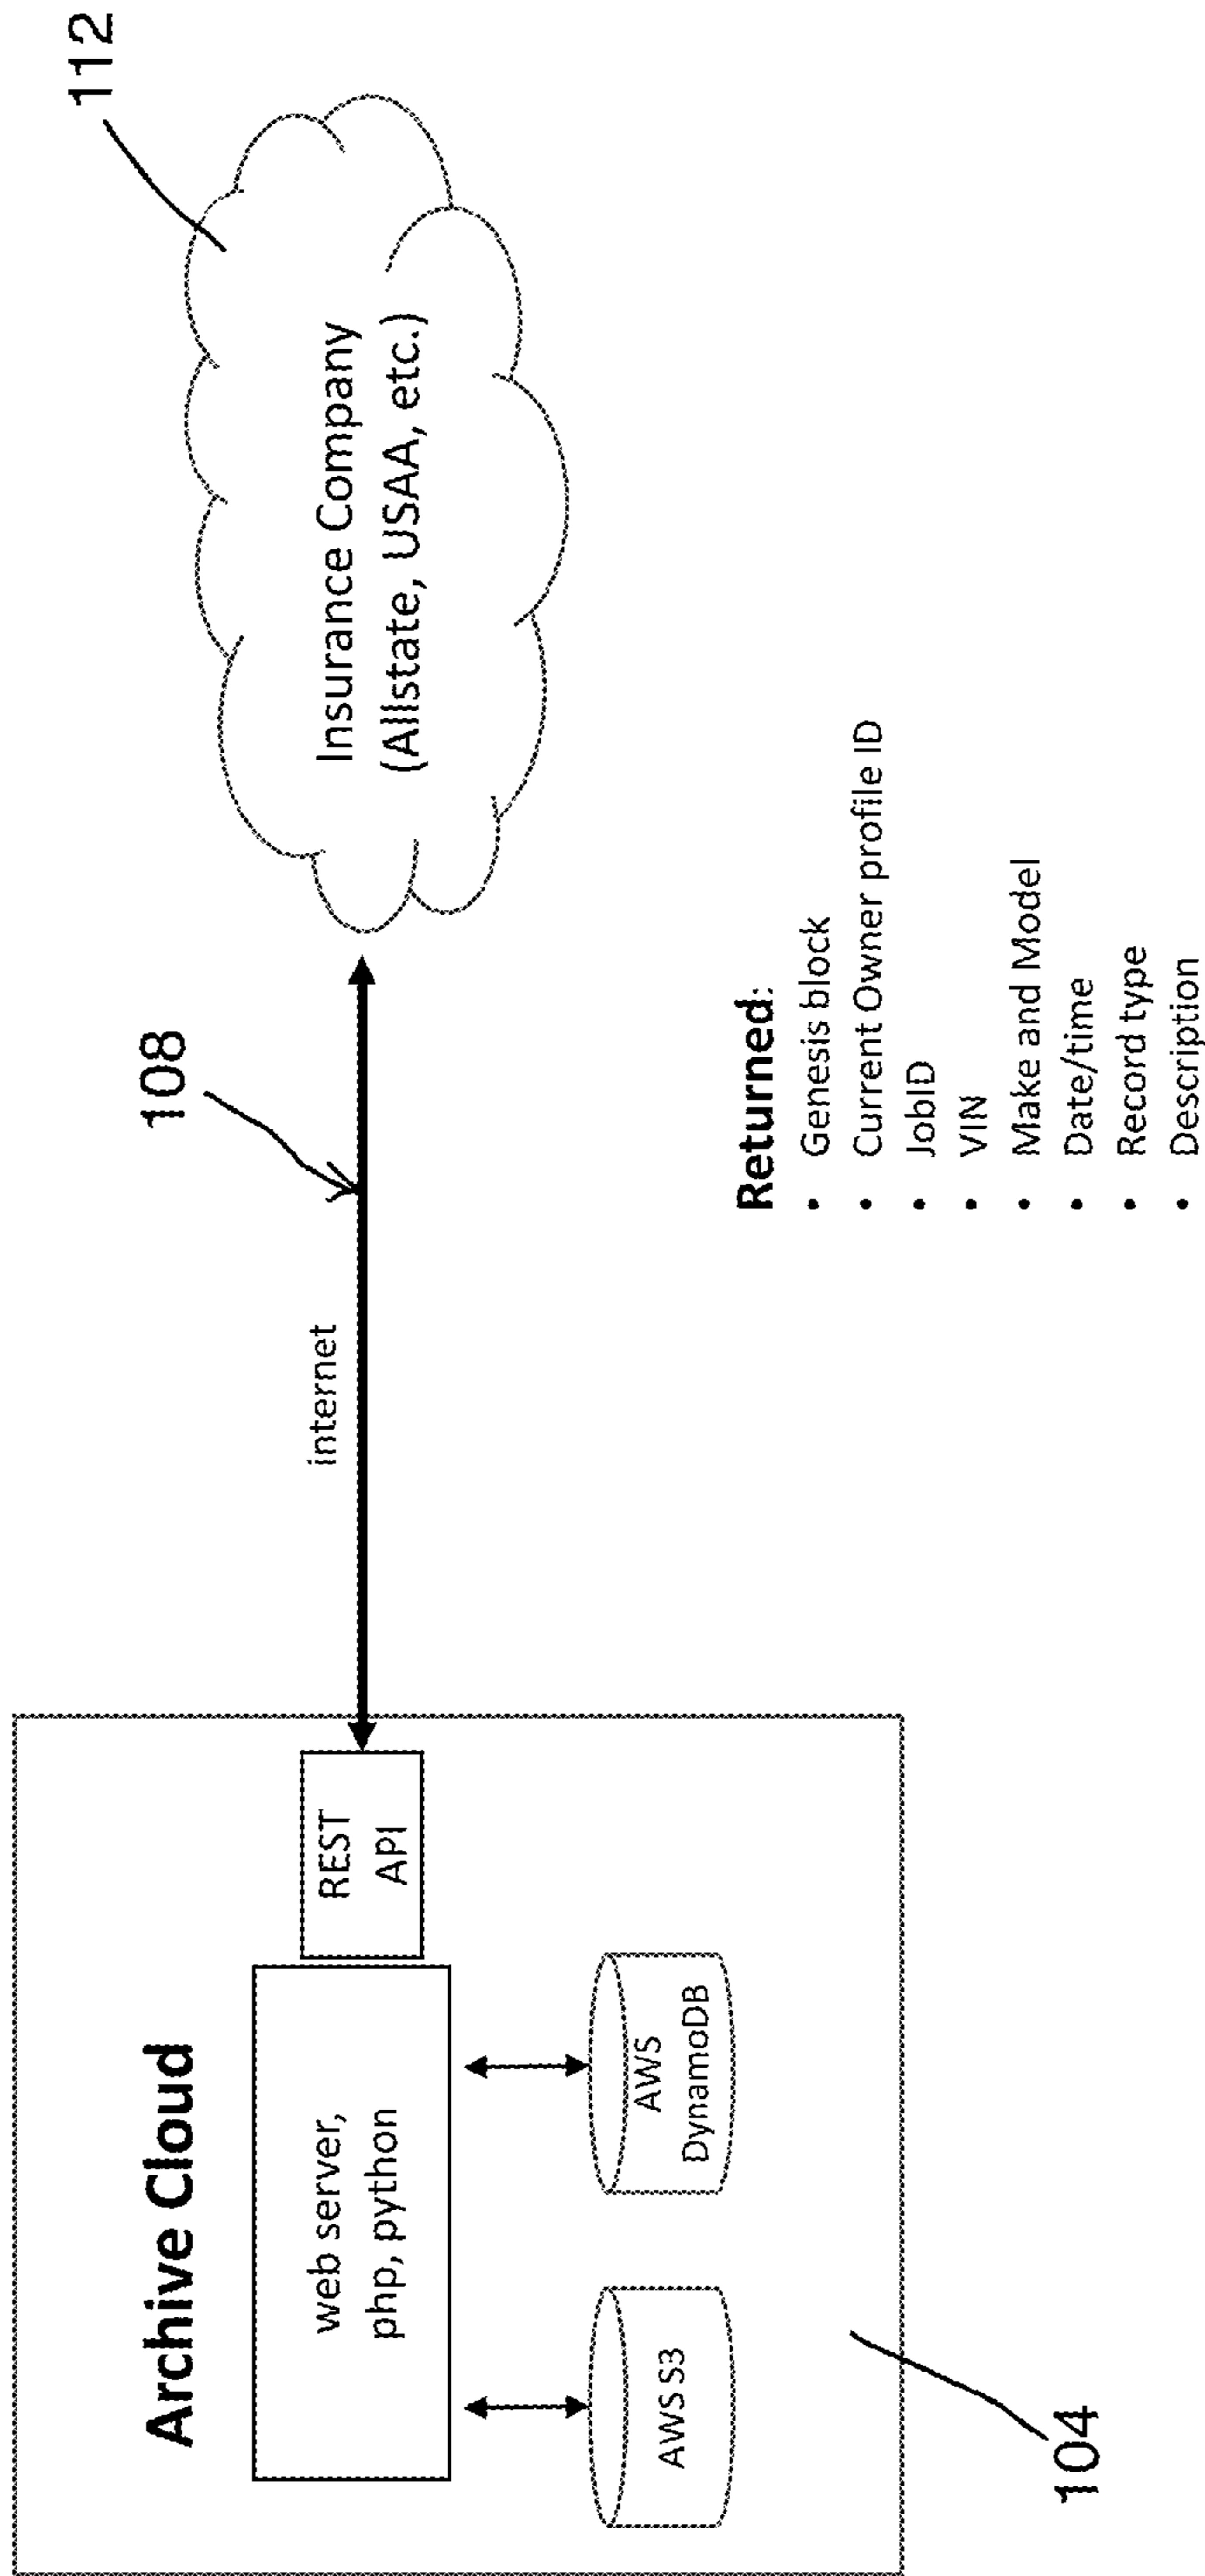 Archive Cloud
web server,
php, python
REST
API
AWS S3
AWS
DynamoDB
104
internet
108
112
Insurance Company
(Allstate, USAA, etc.)
Returned:
• Genesis block
• Current Owner profile ID
• JobID
• VIN
• Make and Model
• Date/time
• Record type
• Description